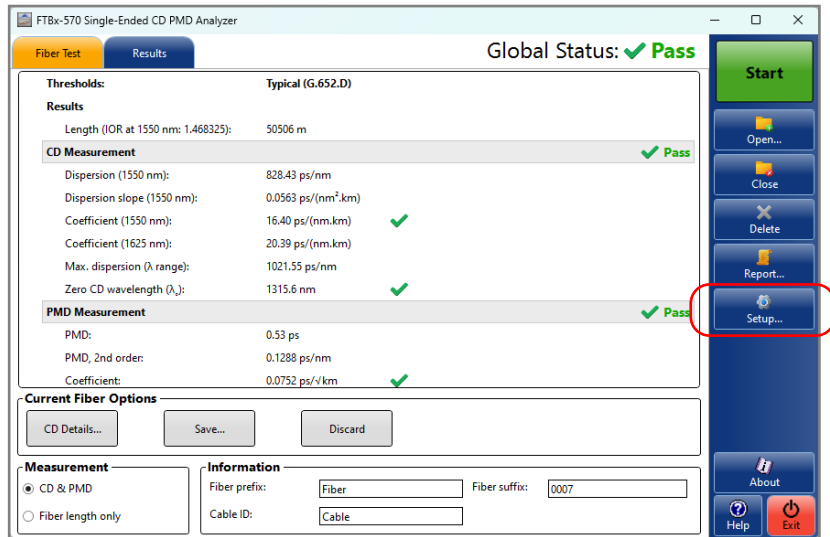 FTBx-570 Single-Ended CD PMD Analyzer
Fiber Test Results Global Status: Pass
Thresholds: Typical (G.652.D)
Results
Length (IOR at 1550 nm: 1.468325): 50506 m
CD Measurement Pass
Dispersion (1550 nm): 828.43 ps/nm
Dispersion slope (1550 nm): 0.0563 ps/(nm².km)
Coefficient (1550 nm): 16.40 ps/(nm.km)
Coefficient (1625 nm): 20.39 ps/(nm.km)
Max. dispersion (λ range): 1021.55 ps/nm
Zero CD wavelength (λ₀): 1315.6 nm
PMD Measurement Pass
PMD: 0.53 ps
PMD, 2nd order: 0.1288 ps/nm
Coefficient: 0.0752 ps/√km
Current Fiber Options
CD Details... Save... Discard
Measurement
CD & PMD
Fiber length only
Information
Fiber prefix: Fiber Fiber suffix: 0007
Cable ID: Cable
Start
Open...
Close
Delete
Report...
Setup...
About
Help Exit